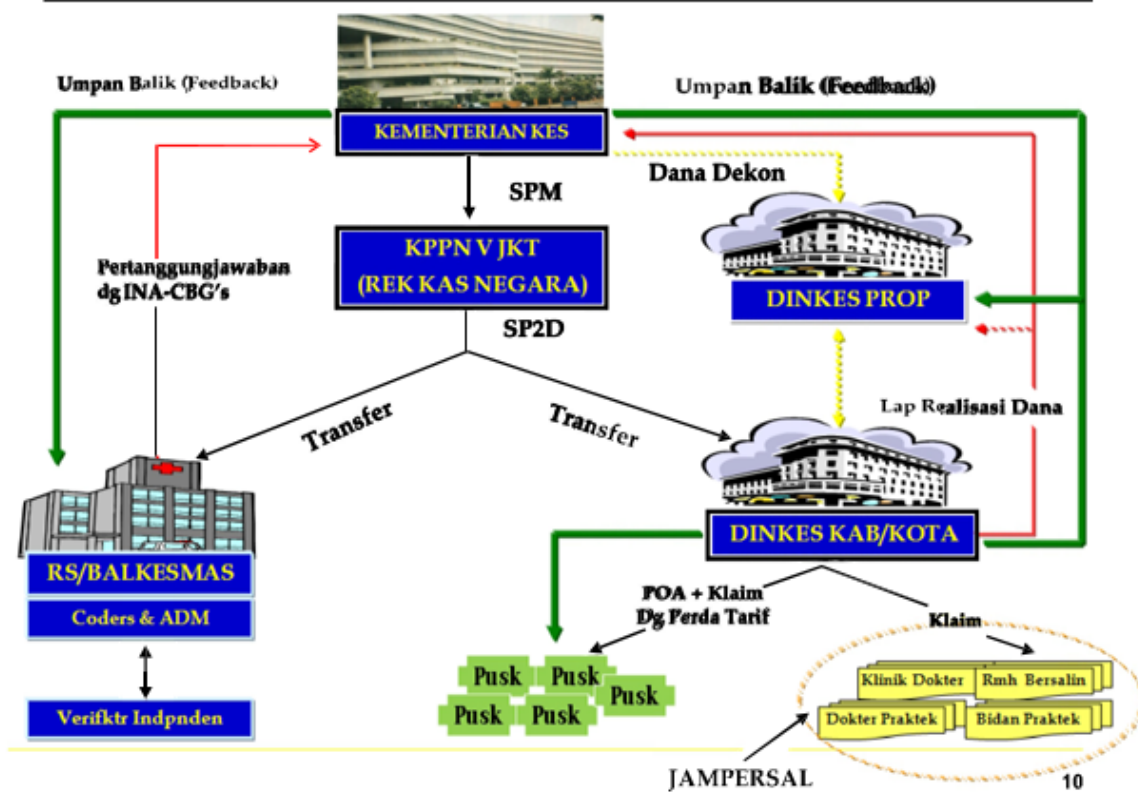 Umpan Balik (Feedback)
Umpan Balik (Feedback)
KEMENTERIAN KES
Dana Dekon
SPM
KPPN V JKT
(REK KAS NEGARA)
Pertanggungjawaban
dg INA-CBG's
DINKES PROP
SP2D
Transfer
Transfer
Lap Realisasi Dana
DINKES KAB/KOTA
RS/BALKESMAS
Coders & ADM
Verifktr Indpnden
POA + Klaim
Dg Perda Tarif
Klaim
Pusk
Pusk
Pusk
Pusk
Pusk
Klinik Dokter
Rmh Bersalin
Dokter Praktek
Bidan Praktek
JAMPERSAL
10